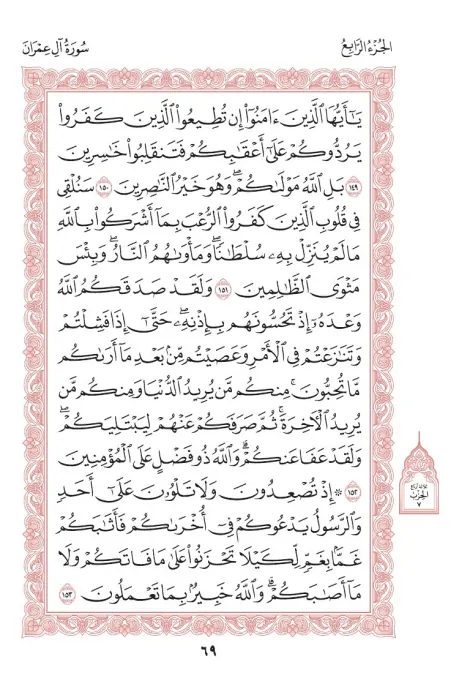 سُورَةُ آلِ عِمْرَانَ
الجُزْءُ الرَّابِعُ
يَٰٓأَيُّهَا ٱلَّذِينَ ءَامَنُوٓا۟ إِن تُطِيعُوا۟ ٱلَّذِينَ كَفَرُوا۟
يَرُدُّوكُمْ عَلَىٰٓ أَعْقَٰبِكُمْ فَتَنقَلِبُوا۟ خَٰسِرِينَ
١٤٩ بَلِ ٱللَّهُ مَوْلَىٰكُمْ ۖ وَهُوَ خَيْرُ ٱلنَّٰصِرِينَ ١٥٠ سَنُلْقِى
فِى قُلُوبِ ٱلَّذِينَ كَفَرُوا۟ ٱلرُّعْبَ بِمَآ أَشْرَكُوا۟ بِٱللَّهِ
مَا لَمْ يُنَزِّلْ بِهِۦ سُلْطَٰنًا ۖ وَمَأْوَىٰهُمُ ٱلنَّارُ ۚ وَبِئْسَ
مَثْوَى ٱلظَّٰلِمِينَ ١٥١ وَلَقَدْ صَدَقَكُمُ ٱللَّهُ
وَعْدَهُۥٓ إِذْ تَحُسُّونَهُم بِإِذْنِهِۦ ۖ حَتَّىٰٓ إِذَا فَشِلْتُمْ
وَتَنَٰزَعْتُمْ فِى ٱلْأَمْرِ وَعَصَيْتُم مِّنۢ بَعْدِ مَآ أَرَىٰكُم
مَّا تُحِبُّونَ ۚ مِنكُم مَّن يُرِيدُ ٱلدُّنْيَا وَمِنكُم مَّن
يُرِيدُ ٱلْءَاخِرَةَ ۚ ثُمَّ صَرَفَكُمْ عَنْهُمْ لِيَبْتَلِيَكُمْ ۖ
وَلَقَدْ عَفَا عَنكُمْ ۗ وَٱللَّهُ ذُو فَضْلٍ عَلَى ٱلْمُؤْمِنِينَ
١٥٢ ۞ إِذْ تُصْعِدُونَ وَلَا تَلْوُۥنَ عَلَىٰٓ أَحَدٍ
وَٱلرَّسُولُ يَدْعُوكُمْ فِىٓ أُخْرَىٰكُمْ فَأَثَٰبَكُمْ
غَمًّۢا بِغَمٍّ لِّكَيْلَا تَحْزَنُوا۟ عَلَىٰ مَا فَاتَكُمْ وَلَا
مَآ أَصَٰبَكُمْ ۗ وَٱللَّهُ خَبِيرٌۢ بِمَا تَعْمَلُونَ ١٥٣
الحِزْب
٧
٦٩